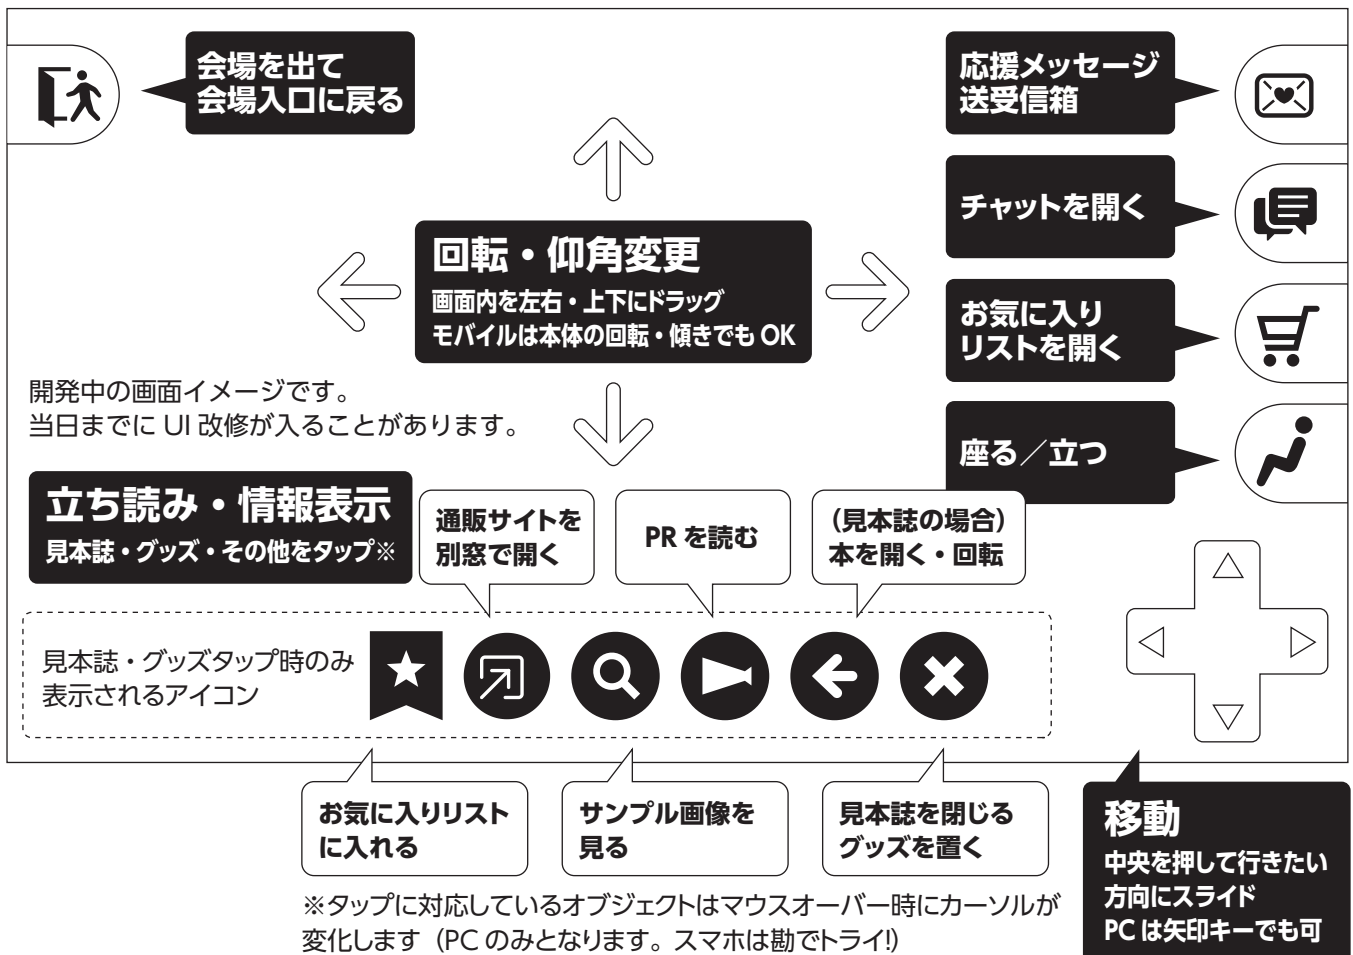 会場を出て
会場入口に戻る
応援メッセージ
送受信箱
チャットを開く
回転・仰角変更
画面内を左右・上下にドラッグ
モバイルは本体の回転・傾きでも OK
お気に入り
リストを開く
開発中の画面イメージです。
当日までに UI 改修が入ることがあります。
座る／立つ
立ち読み・情報表示
見本誌・グッズ・その他をタップ※
通販サイトを
別窓で開く
PR を読む
(見本誌の場合)
本を開く・回転
見本誌・グッズタップ時のみ
表示されるアイコン
お気に入りリスト
に入れる
サンプル画像を
見る
見本誌を閉じる
グッズを置く
移動
中央を押して行きたい
方向にスライド
PC は矢印キーでも可
※タップに対応しているオブジェクトはマウスオーバー時にカーソルが
変化します（PC のみとなります。スマホは勘でトライ!）